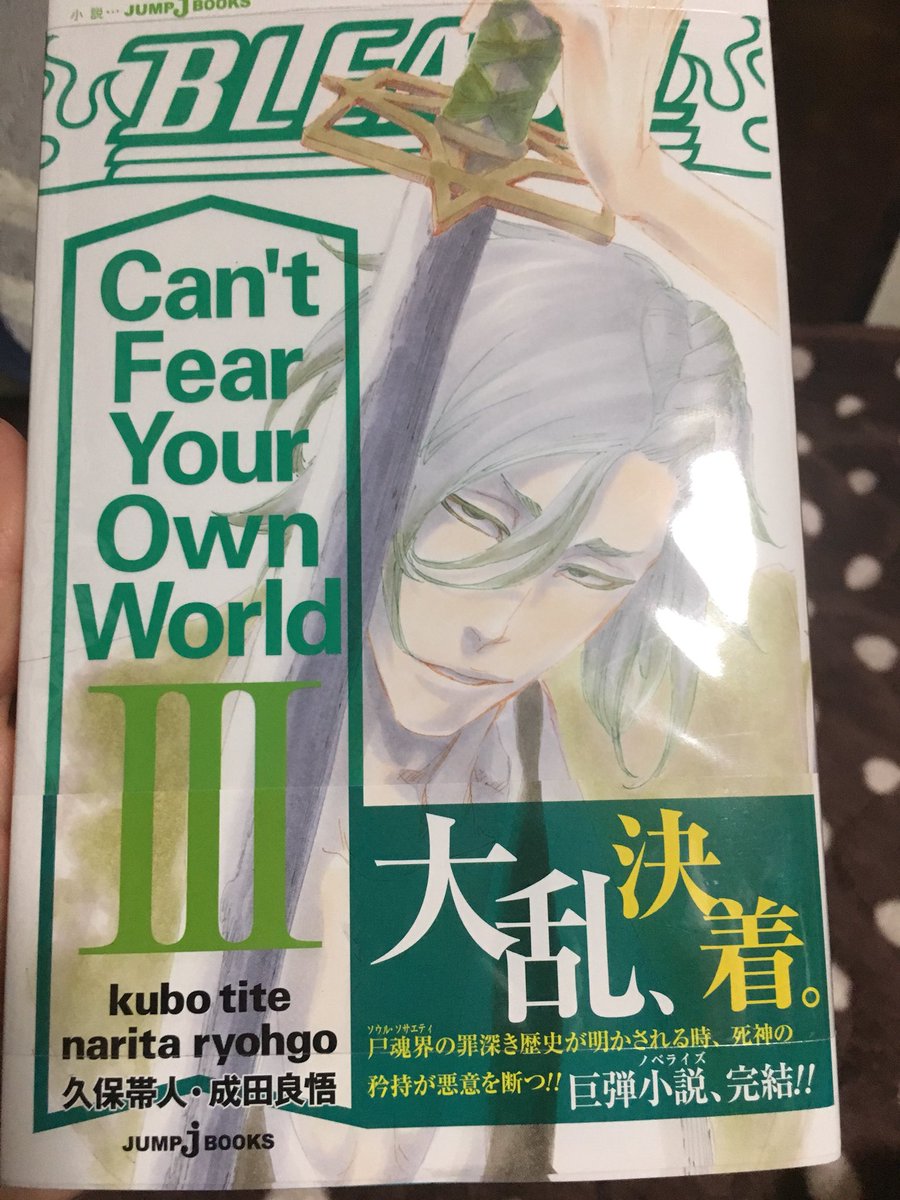 小説… JUMP J BOOKS
BLEACH
Can't
Fear
Your
Own
World
III
kubo tite
narita ryohgo
久保帯人・成田良悟
JUMP J BOOKS
大乱、決着。
ソウル・ソサエティ
尸魂界の罪深き歴史が明かされる時、死神の
矜持が悪意を断つ!!
ノベライズ
巨弾小説、完結!!